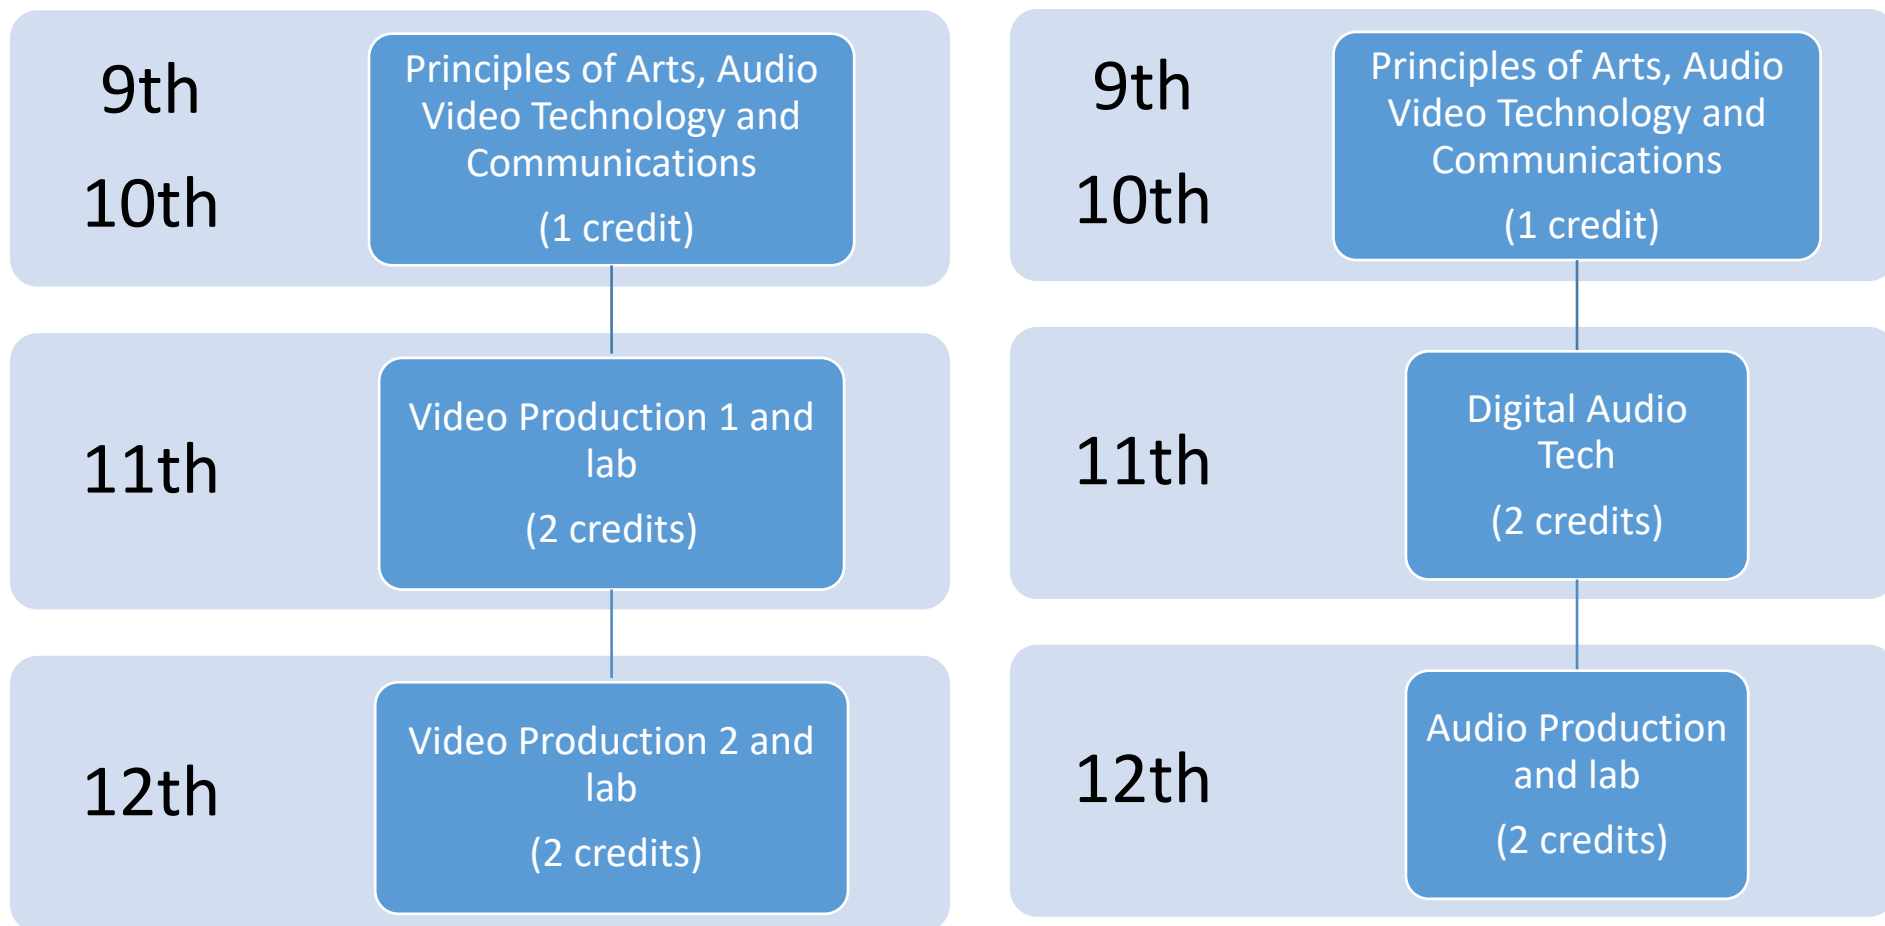 9th
10th
Principles of Arts, Audio
Video Technology and
Communications
(1 credit)
11th
Video Production 1 and
lab
(2 credits)
12th
Video Production 2 and
lab
(2 credits)
9th
10th
Principles of Arts, Audio
Video Technology and
Communications
(1 credit)
11th
Digital Audio
Tech
(2 credits)
12th
Audio Production
and lab
(2 credits)